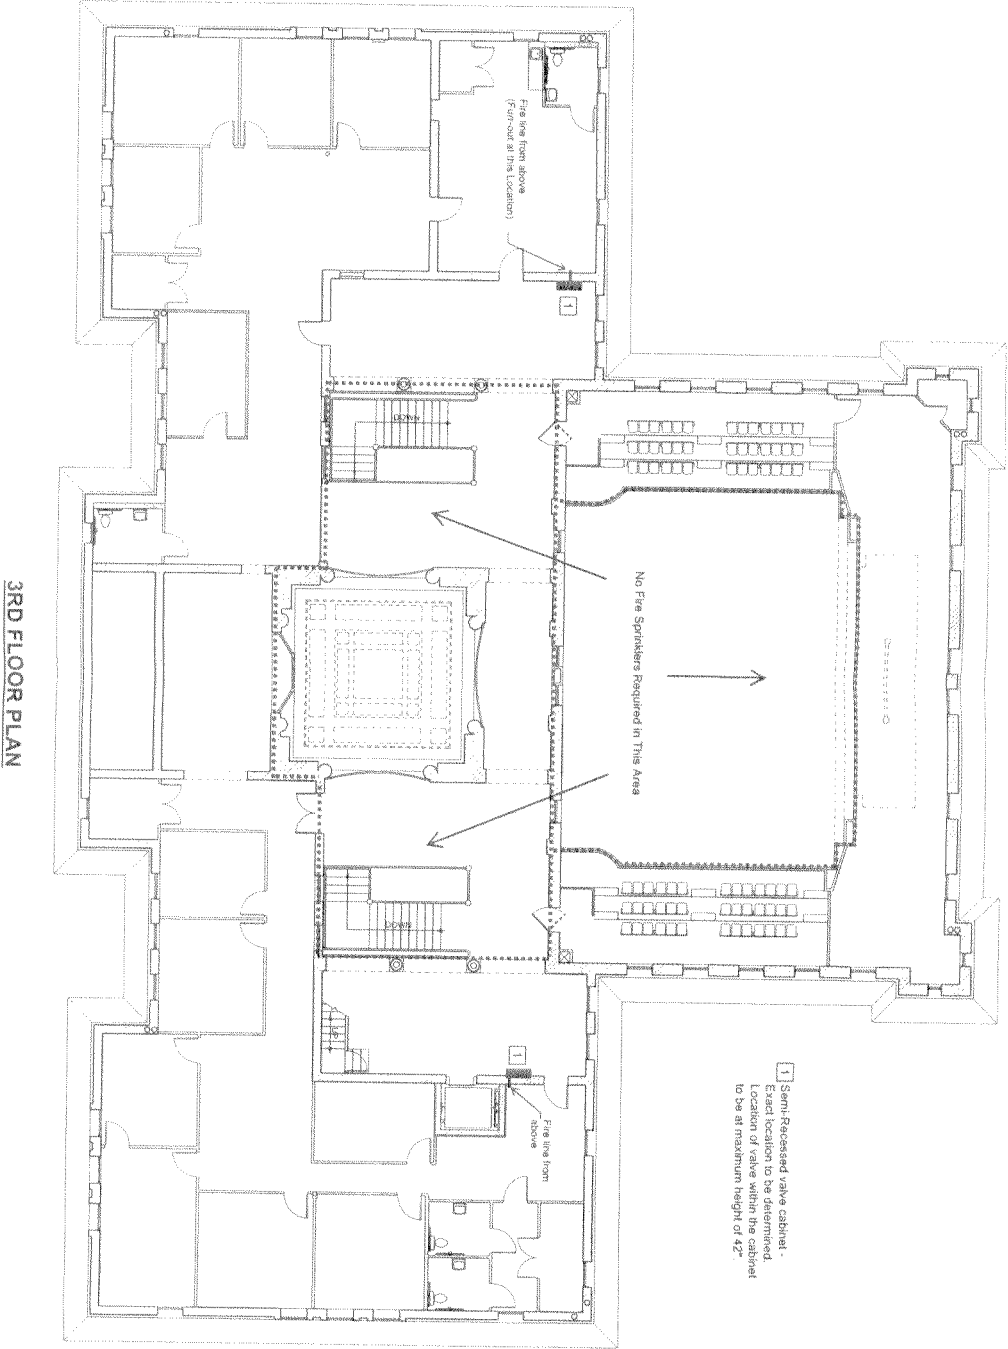 Fire line from above
(Furr-out at this Location)
1
DOWN
No Fire Sprinklers Required in This Area
DOWN
UP
1
Fire line from
above
1 Semi-Recessed valve cabinet -
Exact location to be determined.
Location of valve within the cabinet
to be at maximum height of 42"
3RD FLOOR PLAN